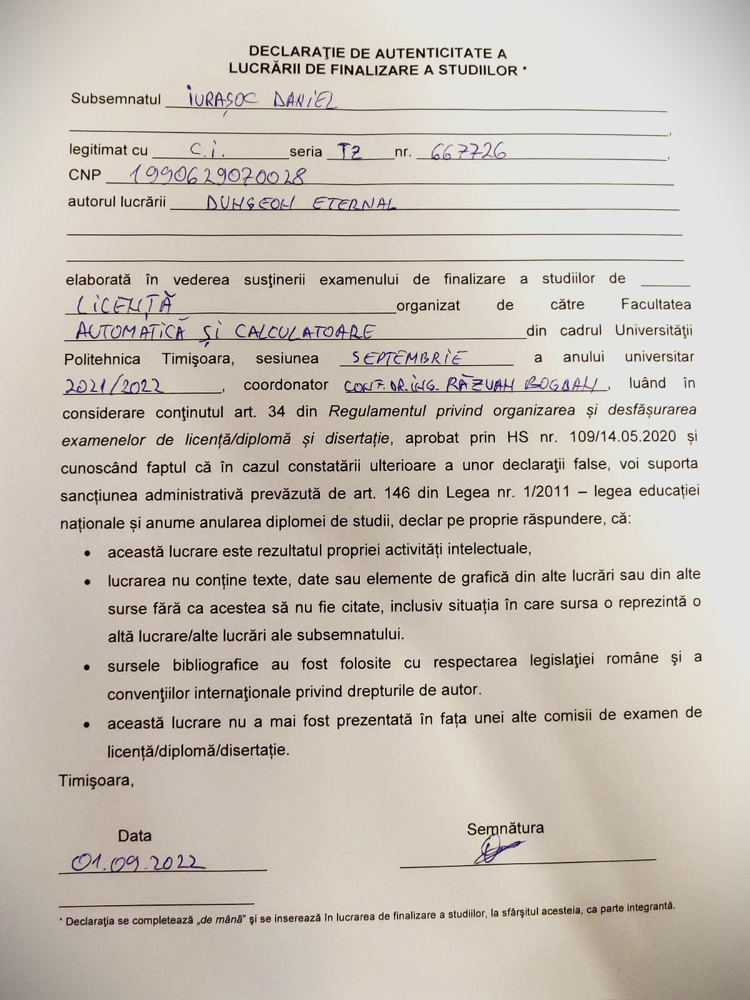 DECLARAŢIE DE AUTENTICITATE A
LUCRĂRII DE FINALIZARE A STUDIILOR *
Subsemnatul IURAȘOC DANIEL
,
legitimat cu C.I. seria TZ nr. 667726 ,
CNP 1990629070028
autorul lucrării DUNGEON ETERNAL
elaborată în vederea susţinerii examenului de finalizare a studiilor de
LICENȚĂ organizat de către Facultatea
AUTOMATICĂ ȘI CALCULATOARE din cadrul Universităţii
Politehnica Timişoara, sesiunea SEPTEMBRIE a anului universitar
2021/2022 , coordonator CONF.DR.ING. RĂZVAN BOGDAN, luând în
considerare conţinutul art. 34 din Regulamentul privind organizarea și desfășurarea
examenelor de licență/diplomă și disertație, aprobat prin HS nr. 109/14.05.2020 și
cunoscând faptul că în cazul constatării ulterioare a unor declaraţii false, voi suporta
sancțiunea administrativă prevăzută de art. 146 din Legea nr. 1/2011 – legea educației
naționale și anume anularea diplomei de studii, declar pe proprie răspundere, că:
• această lucrare este rezultatul propriei activități intelectuale,
• lucrarea nu conține texte, date sau elemente de grafică din alte lucrări sau din alte
surse fără ca acestea să nu fie citate, inclusiv situația în care sursa o reprezintă o
altă lucrare/alte lucrări ale subsemnatului.
• sursele bibliografice au fost folosite cu respectarea legislaţiei române şi a
convenţiilor internaţionale privind drepturile de autor.
• această lucrare nu a mai fost prezentată în fața unei alte comisii de examen de
licență/diplomă/disertație.
Timişoara,
Data Semnătura
01.09.2022
* Declaraţia se completează „de mână” şi se inserează în lucrarea de finalizare a studiilor, la sfârşitul acesteia, ca parte integrantă.